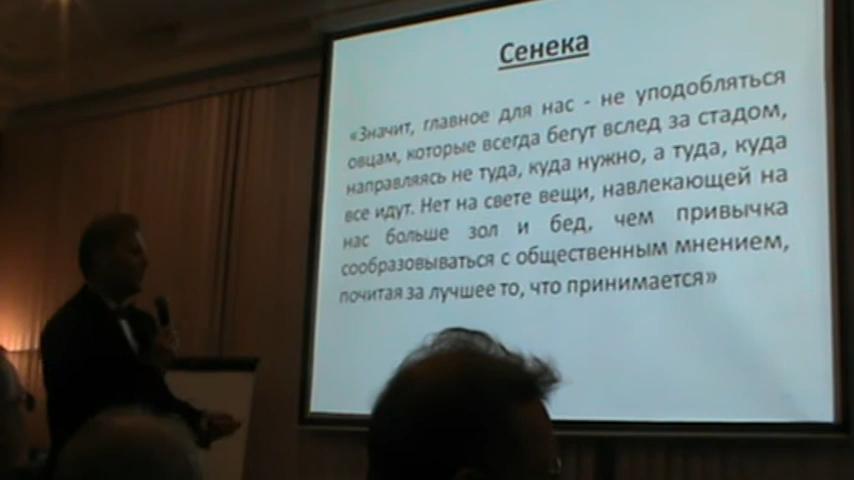 Сенека
«Значит, главное для нас - не уподобляться
овцам, которые всегда бегут вслед за стадом,
направляясь не туда, куда нужно, а туда, куда
все идут. Нет на свете вещи, навлекающей на
нас больше зол и бед, чем привычка
сообразовываться с общественным мнением,
почитая за лучшее то, что принимается»